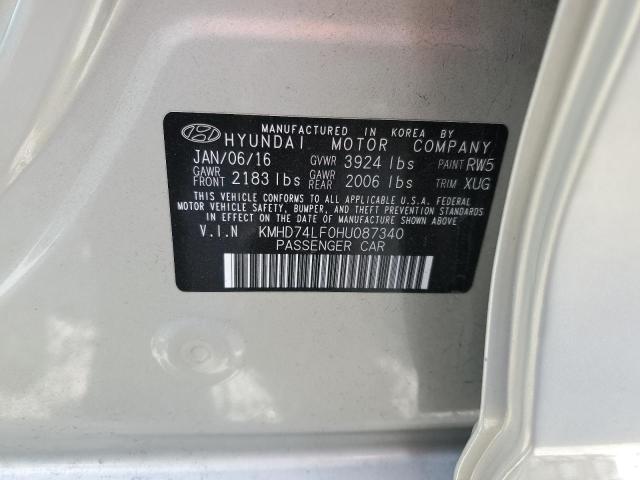 MANUFACTURED IN KOREA BY
HYUNDAI MOTOR COMPANY
JAN/06/16 GVWR 3924 lbs PAINT RW5
GAWR FRONT 2183 lbs GAWR REAR 2006 lbs TRIM XUG
THIS VEHICLE CONFORMS TO ALL APPLICABLE U.S.A. FEDERAL
MOTOR VEHICLE SAFETY, BUMPER, AND THEFT PREVENTION STANDARDS
IN EFFECT ON THE DATE OF MANUFACTURE SHOWN ABOVE
V.I.N KMHD74LF0HU087340
PASSENGER CAR